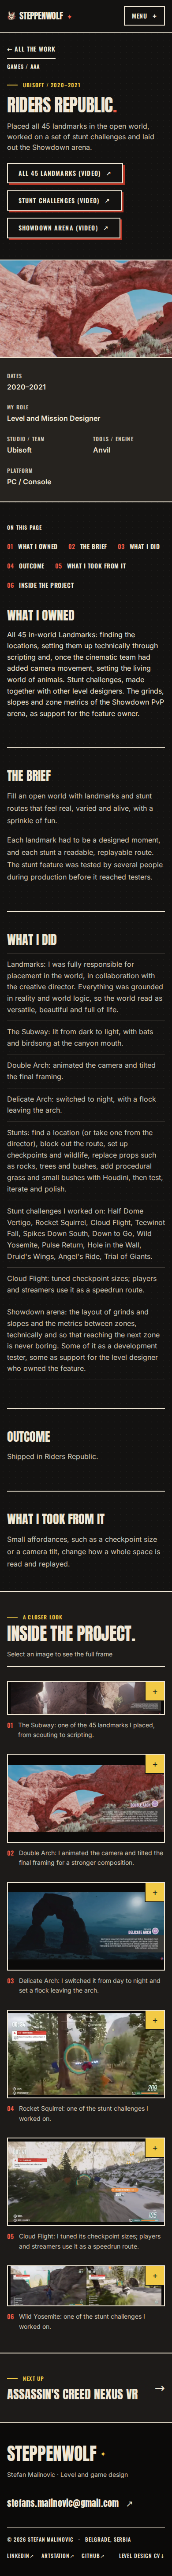 STEPPENWOLF
MENU +
← ALL THE WORK
GAMES / AAA
UBISOFT / 2020–2021
RIDERS REPUBLIC.
Placed all 45 landmarks in the open world,
worked on a set of stunt challenges and laid
out the Showdown arena.
ALL 45 LANDMARKS (VIDEO) ↗
STUNT CHALLENGES (VIDEO) ↗
SHOWDOWN ARENA (VIDEO) ↗
DATES
2020–2021
MY ROLE
Level and Mission Designer
STUDIO / TEAM
Ubisoft
TOOLS / ENGINE
Anvil
PLATFORM
PC / Console
ON THIS PAGE
01 WHAT I OWNED 02 THE BRIEF 03 WHAT I DID
04 OUTCOME 05 WHAT I TOOK FROM IT
06 INSIDE THE PROJECT
WHAT I OWNED
All 45 in-world Landmarks: finding the
locations, setting them up technically through
scripting and, once the cinematic team had
added camera movement, setting the living
world of animals. Stunt challenges, made
together with other level designers. The grinds,
slopes and zone metrics of the Showdown PvP
arena, as support for the feature owner.
THE BRIEF
Fill an open world with landmarks and stunt
routes that feel real, varied and alive, with a
sprinkle of fun.
Each landmark had to be a designed moment,
and each stunt a readable, replayable route.
The stunt feature was tested by several people
during production before it reached testers.
WHAT I DID
Landmarks: I was fully responsible for
placement in the world, in collaboration with
the creative director. Everything was grounded
in reality and world logic, so the world read as
versatile, beautiful and full of life.
The Subway: lit from dark to light, with bats
and birdsong at the canyon mouth.
Double Arch: animated the camera and tilted
the final framing.
Delicate Arch: switched to night, with a flock
leaving the arch.
Stunts: find a location (or take one from the
director), block out the route, set up
checkpoints and wildlife, replace props such
as rocks, trees and bushes, add procedural
grass and small bushes with Houdini, then test,
iterate and polish.
Stunt challenges I worked on: Half Dome
Vertigo, Rocket Squirrel, Cloud Flight, Teewinot
Fall, Spikes Down South, Down to Go, Wild
Yosemite, Pulse Return, Hole in the Wall,
Druid's Wings, Angel's Ride, Trial of Giants.
Cloud Flight: tuned checkpoint sizes; players
and streamers use it as a speedrun route.
Showdown arena: the layout of grinds and
slopes and the metrics between zones,
technically and so that reaching the next zone
is never boring. Some of it as a development
tester, some as support for the level designer
who owned the feature.
OUTCOME
Shipped in Riders Republic.
WHAT I TOOK FROM IT
Small affordances, such as a checkpoint size
or a camera tilt, change how a whole space is
read and replayed.
A CLOSER LOOK
INSIDE THE PROJECT.
Select an image to see the full frame
01 The Subway: one of the 45 landmarks I placed,
from scouting to scripting.
02 Double Arch: I animated the camera and tilted the
final framing for a stronger composition.
03 Delicate Arch: I switched it from day to night and
set a flock leaving the arch.
04 Rocket Squirrel: one of the stunt challenges I
worked on.
05 Cloud Flight: I tuned its checkpoint sizes; players
and streamers use it as a speedrun route.
06 Wild Yosemite: one of the stunt challenges I
worked on.
NEXT UP
ASSASSIN'S CREED NEXUS VR →
STEPPENWOLF
Stefan Malinovic · Level and game design
stefans.malinovic@gmail.com ↗
© 2026 STEFAN MALINOVIC · BELGRADE, SERBIA
LINKEDIN↗ ARTSTATION↗ GITHUB↗ LEVEL DESIGN CV↓